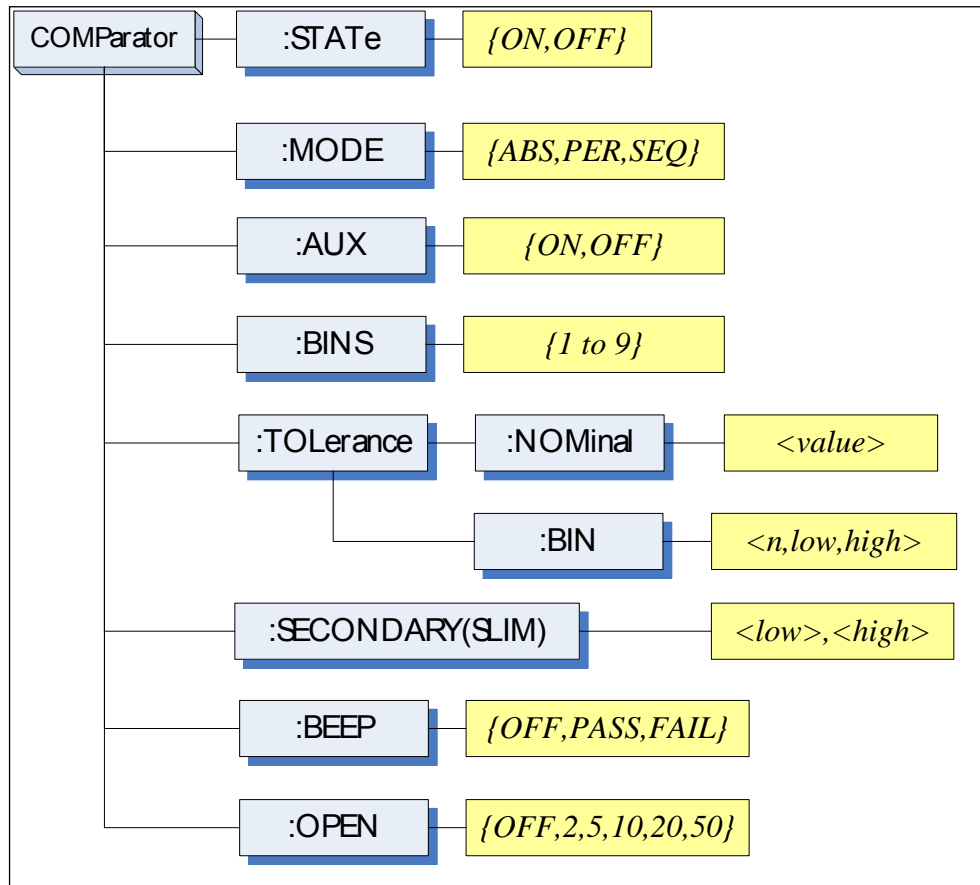 COMParator :STATe {ON,OFF}
:MODE {ABS,PER,SEQ}
:AUX {ON,OFF}
:BINS {1 to 9}
:TOLerance :NOMinal <value>
:BIN <n,low,high>
:SECONDARY(SLIM) <low>,<high>
:BEEP {OFF,PASS,FAIL}
:OPEN {OFF,2,5,10,20,50}